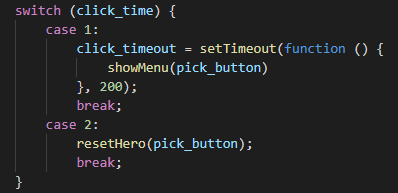 switch (click_time) {
    case 1:
        click_timeout = setTimeout(function () {
            showMenu(pick_button)
        }, 200);
        break;
    case 2:
        resetHero(pick_button);
        break;
}